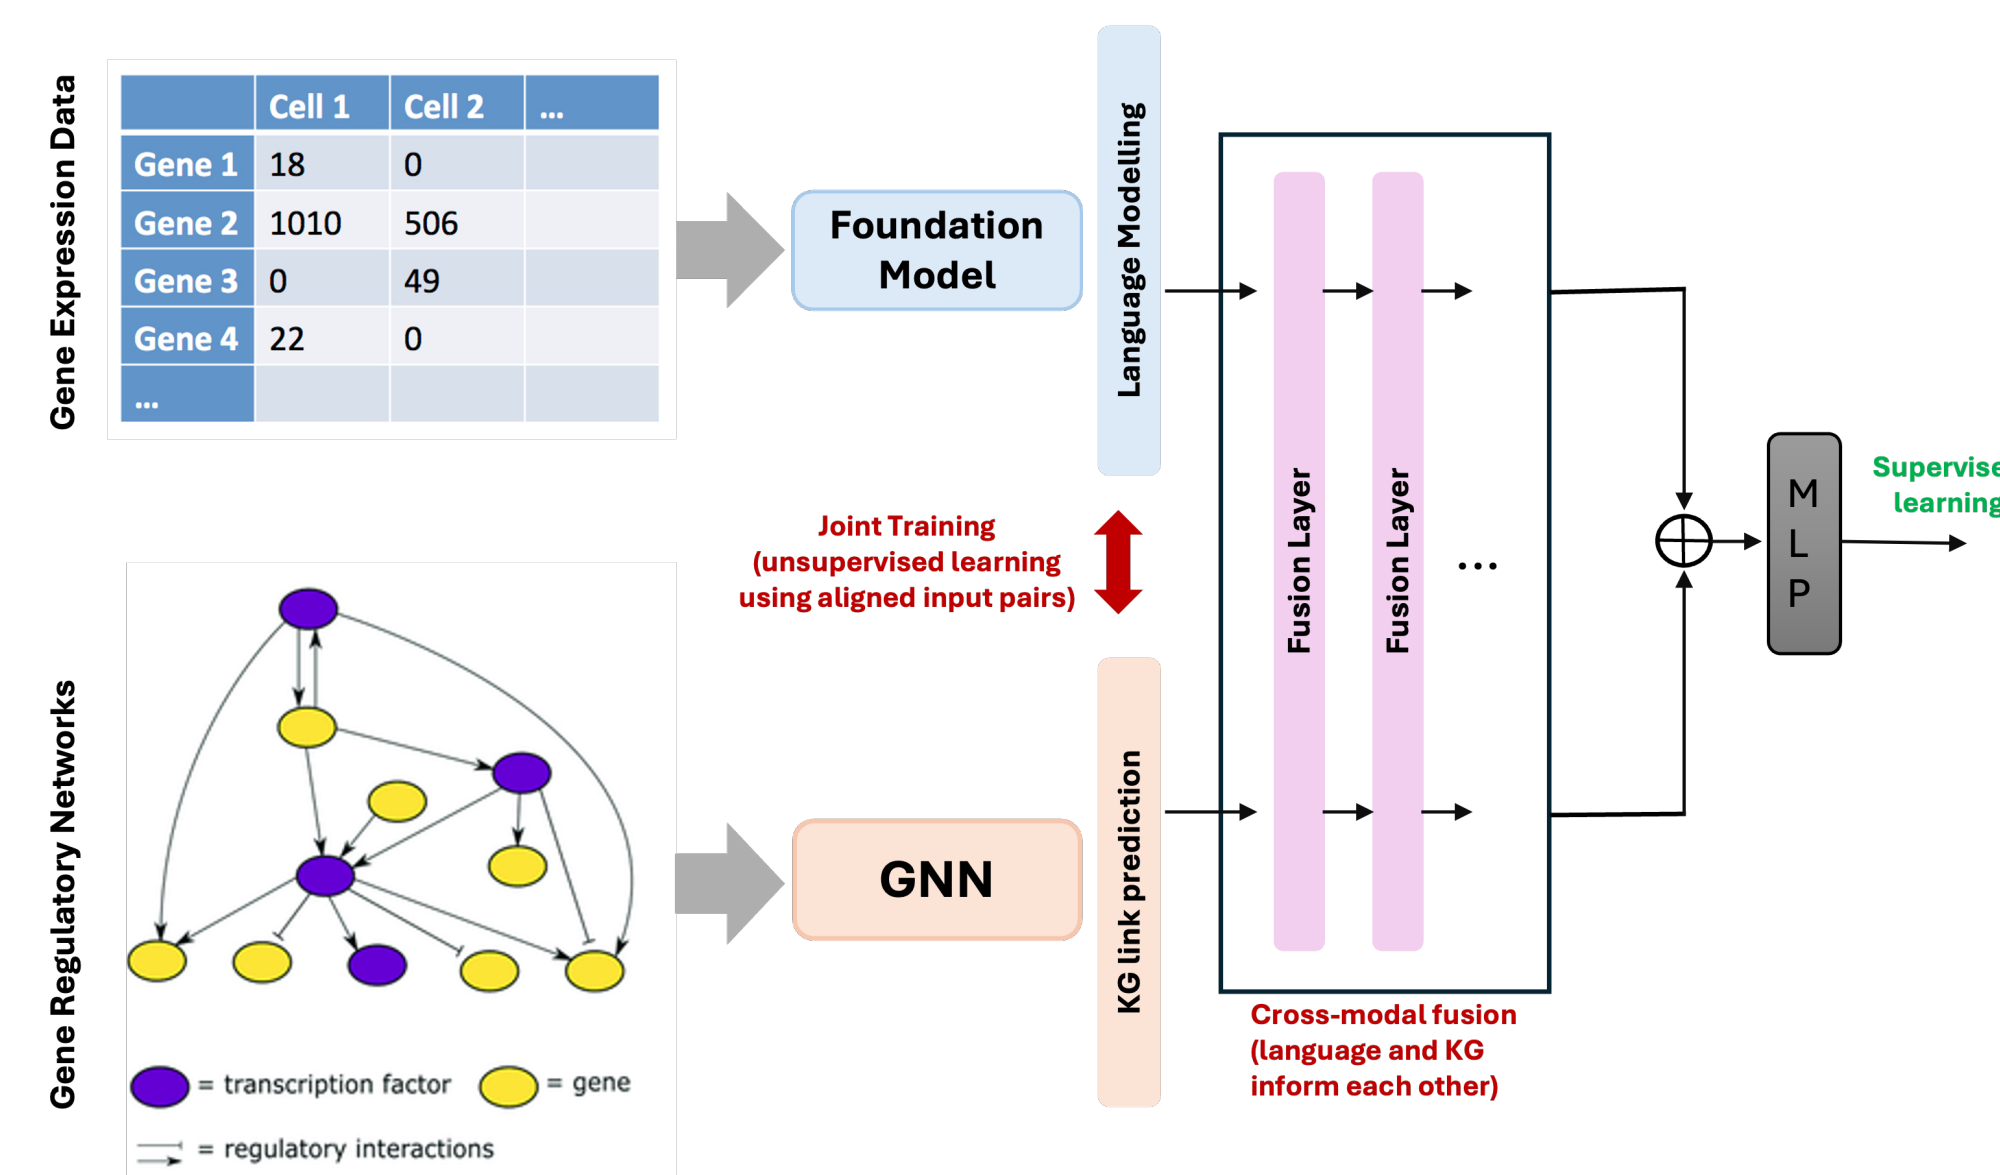 Gene Expression Data
Cell 1 Cell 2 ...
Gene 1 18 0
Gene 2 1010 506
Gene 3 0 49
Gene 4 22 0
...
Foundation
Model
Language Modelling
Joint Training
(unsupervised learning
using aligned input pairs)
Gene Regulatory Networks
= transcription factor
= gene
= regulatory interactions
GNN
KG link prediction
Fusion Layer
Fusion Layer
...
Cross-modal fusion
(language and KG
inform each other)
M
L
P
Supervise
learning